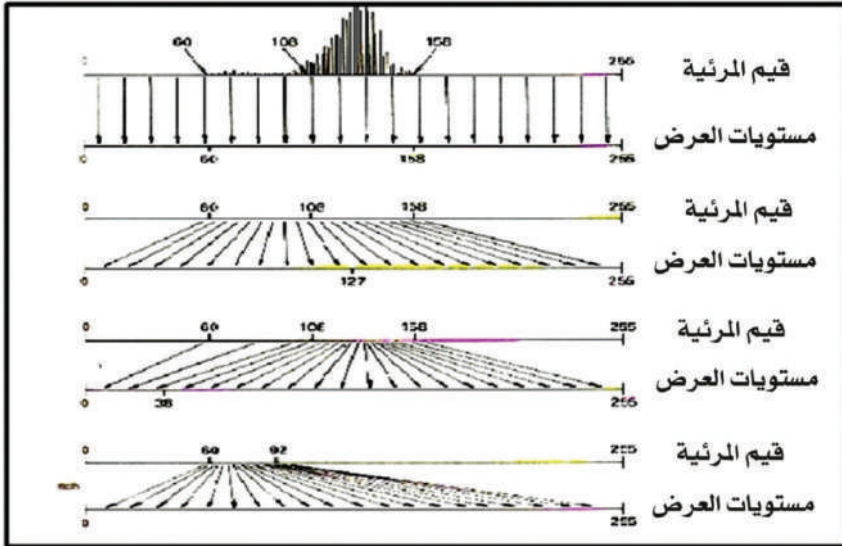 60 108 158
0 255 قيم المرئية
مستويات العرض
0 60 158 255
0 60 108 158 255 قيم المرئية
مستويات العرض
0 127 255
0 60 108 158 255 قيم المرئية
مستويات العرض
0 38 255
0 60 92 255 قيم المرئية
مستويات العرض
0 255